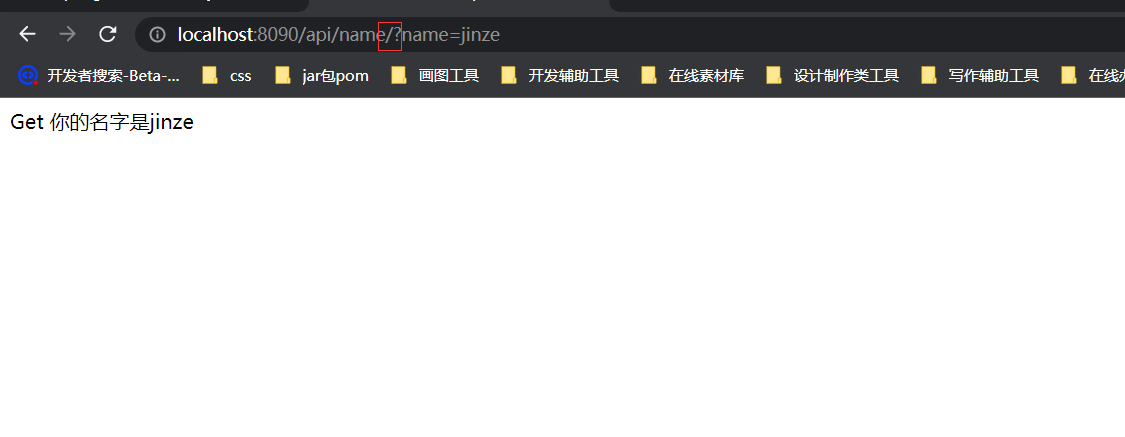 localhost:8090/api/name/?name=jinze
开发者搜索-Beta-... css jar包pom 画图工具 开发辅助工具 在线素材库 设计制作类工具 写作辅助工具 在线
Get 你的名字是jinze